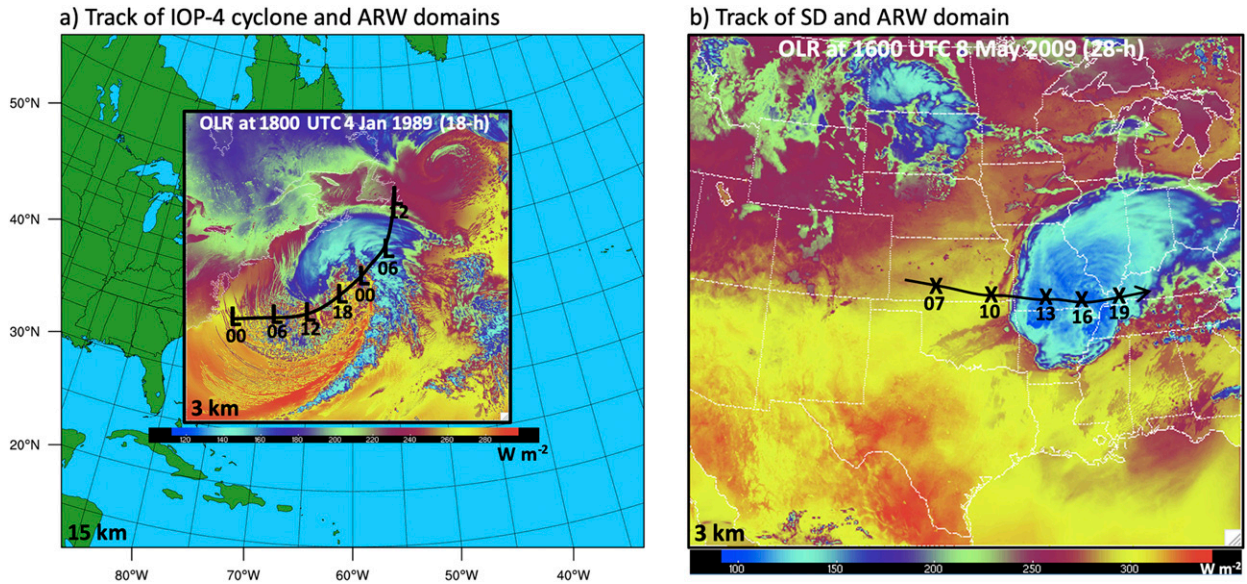 a) Track of IOP-4 cyclone and ARW domains
50°N
40°N
30°N
20°N
OLR at 1800 UTC 4 Jan 1989 (18-h)
L
12
L
06
L
00
L
18
L
12
L
06
L
00
3 km
120 140 160 180 200 220 240 260 280
W m-2
15 km
80°W 70°W 60°W 50°W 40°W
b) Track of SD and ARW domain
OLR at 1600 UTC 8 May 2009 (28-h)
X X X X X
07 10 13 16 19
3 km
100 150 200 250 300 W m-2